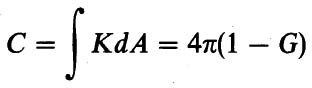 C = ∫ KdA = 4π(1 − G)